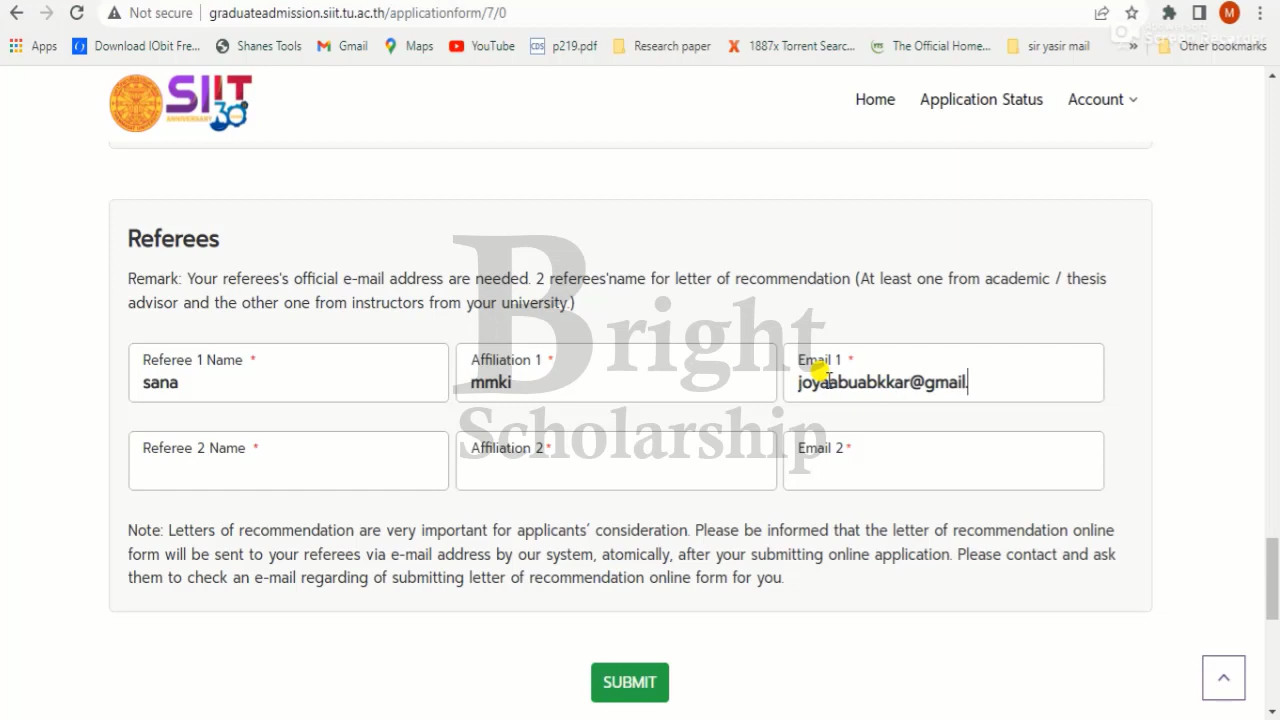 Not secure graduateadmission.siit.tu.ac.th/applicationform/7/0 M
Apps Download IObit Fre... Shanes Tools Gmail Maps YouTube CDS p219.pdf Research paper X 1887x Torrent Searc... The Official Home... sir yasir mail » Other bookmarks
SIIT
ANNIVERSARY 30
Home Application Status Account
Referees
Remark: Your referees's official e-mail address are needed. 2 referees'name for letter of recommendation (At least one from academic / thesis
advisor and the other one from instructors from your university.)
Referee 1 Name * Affiliation 1 * Email 1 *
sana mmki joyaabuabkkar@gmail.
Referee 2 Name * Affiliation 2 * Email 2 *
Bright
Scholarship
Note: Letters of recommendation are very important for applicants' consideration. Please be informed that the letter of recommendation online
form will be sent to your referees via e-mail address by our system, atomically, after your submitting online application. Please contact and ask
them to check an e-mail regarding of submitting letter of recommendation online form for you.
SUBMIT